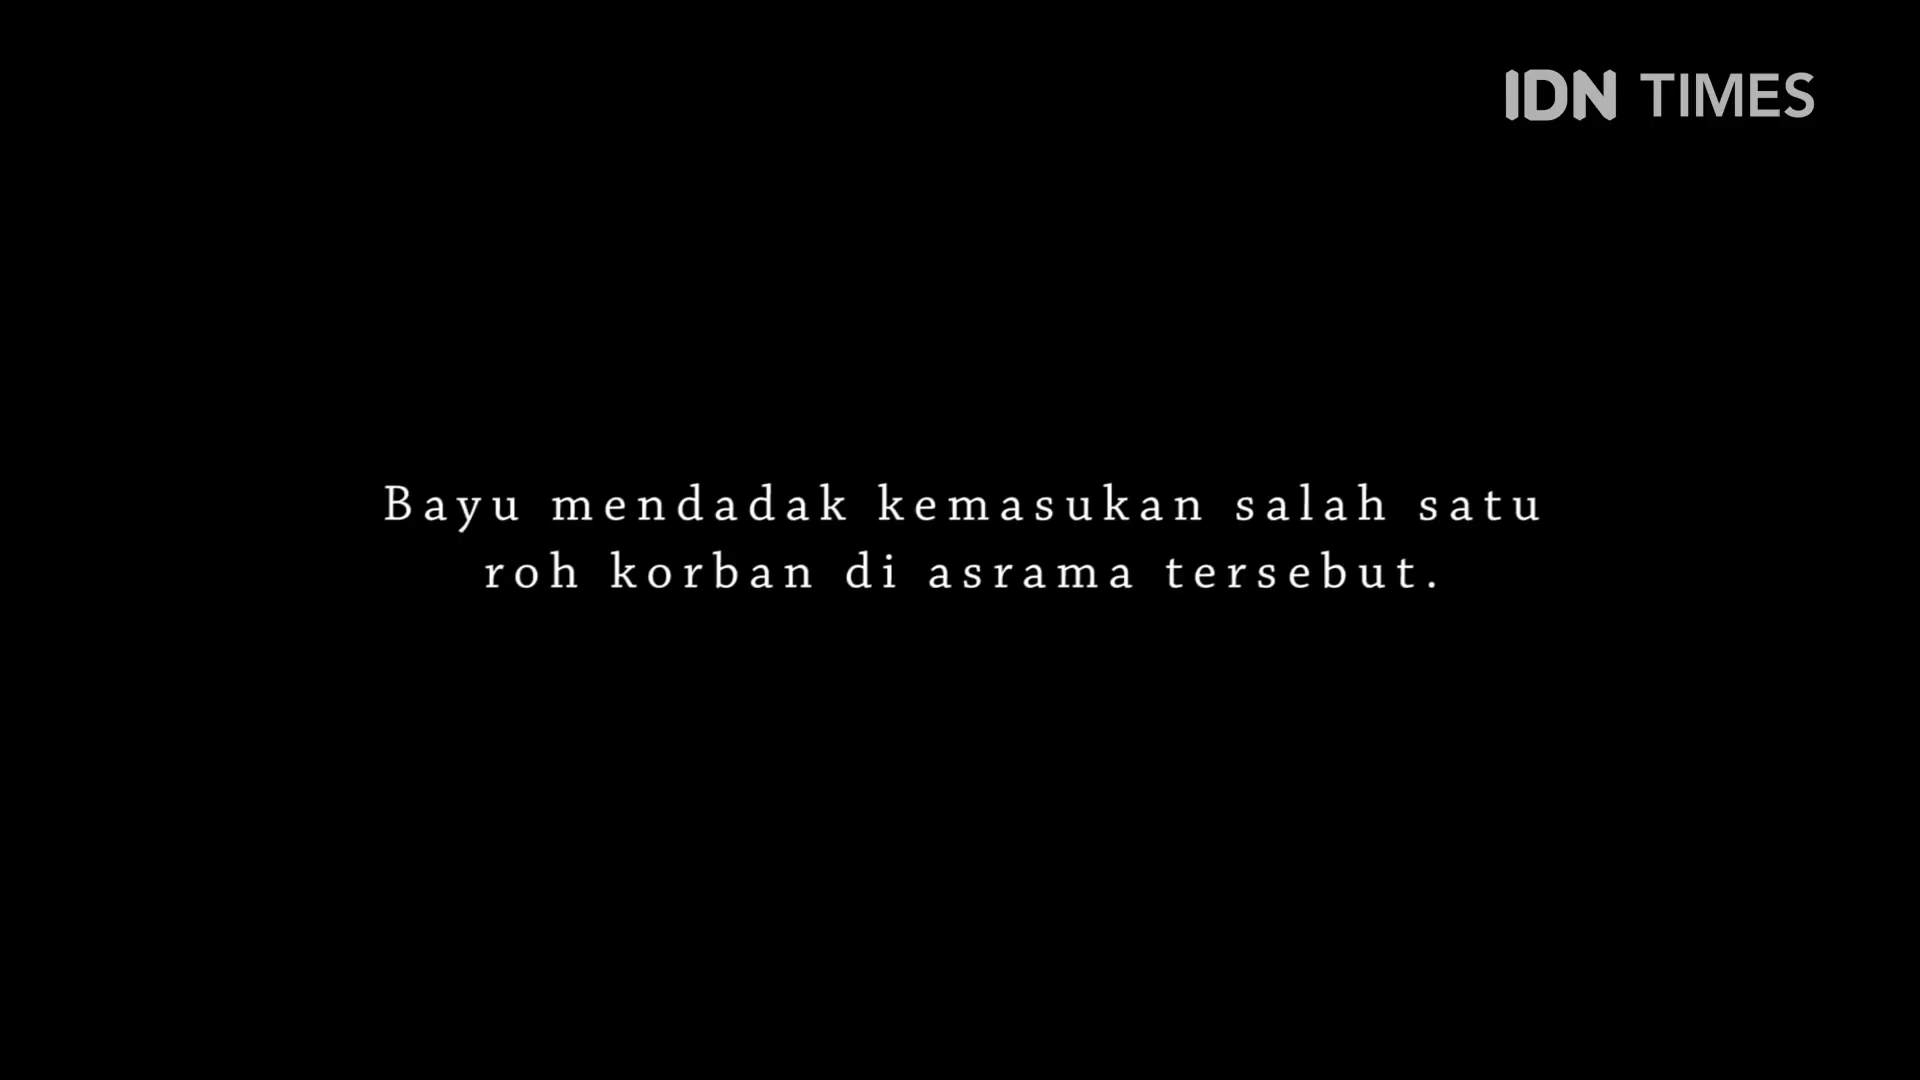 IDN TIMES
Bayu mendadak kemasukan salah satu
roh korban di asrama tersebut.